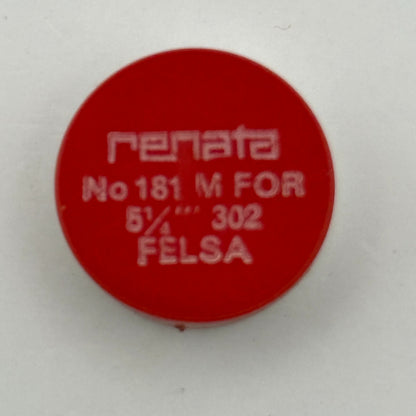 renata
No 181 M FOR
5¼''' 302
FELSA